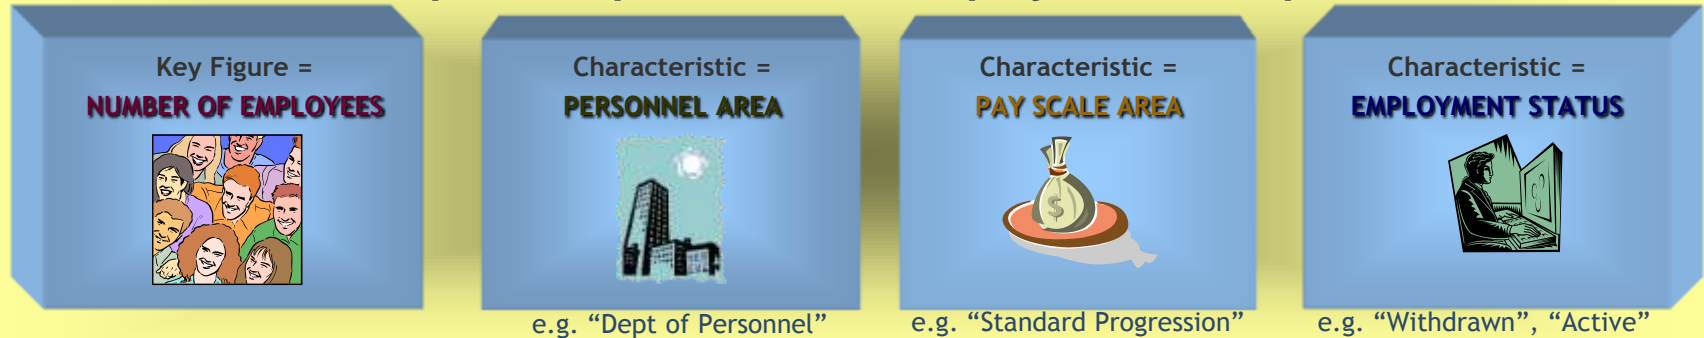 Key Figure =
NUMBER OF EMPLOYEES
Characteristic =
PERSONNEL AREA
e.g. “Dept of Personnel”
Characteristic =
PAY SCALE AREA
$
e.g. “Standard Progression”
Characteristic =
EMPLOYMENT STATUS
e.g. “Withdrawn”, “Active”